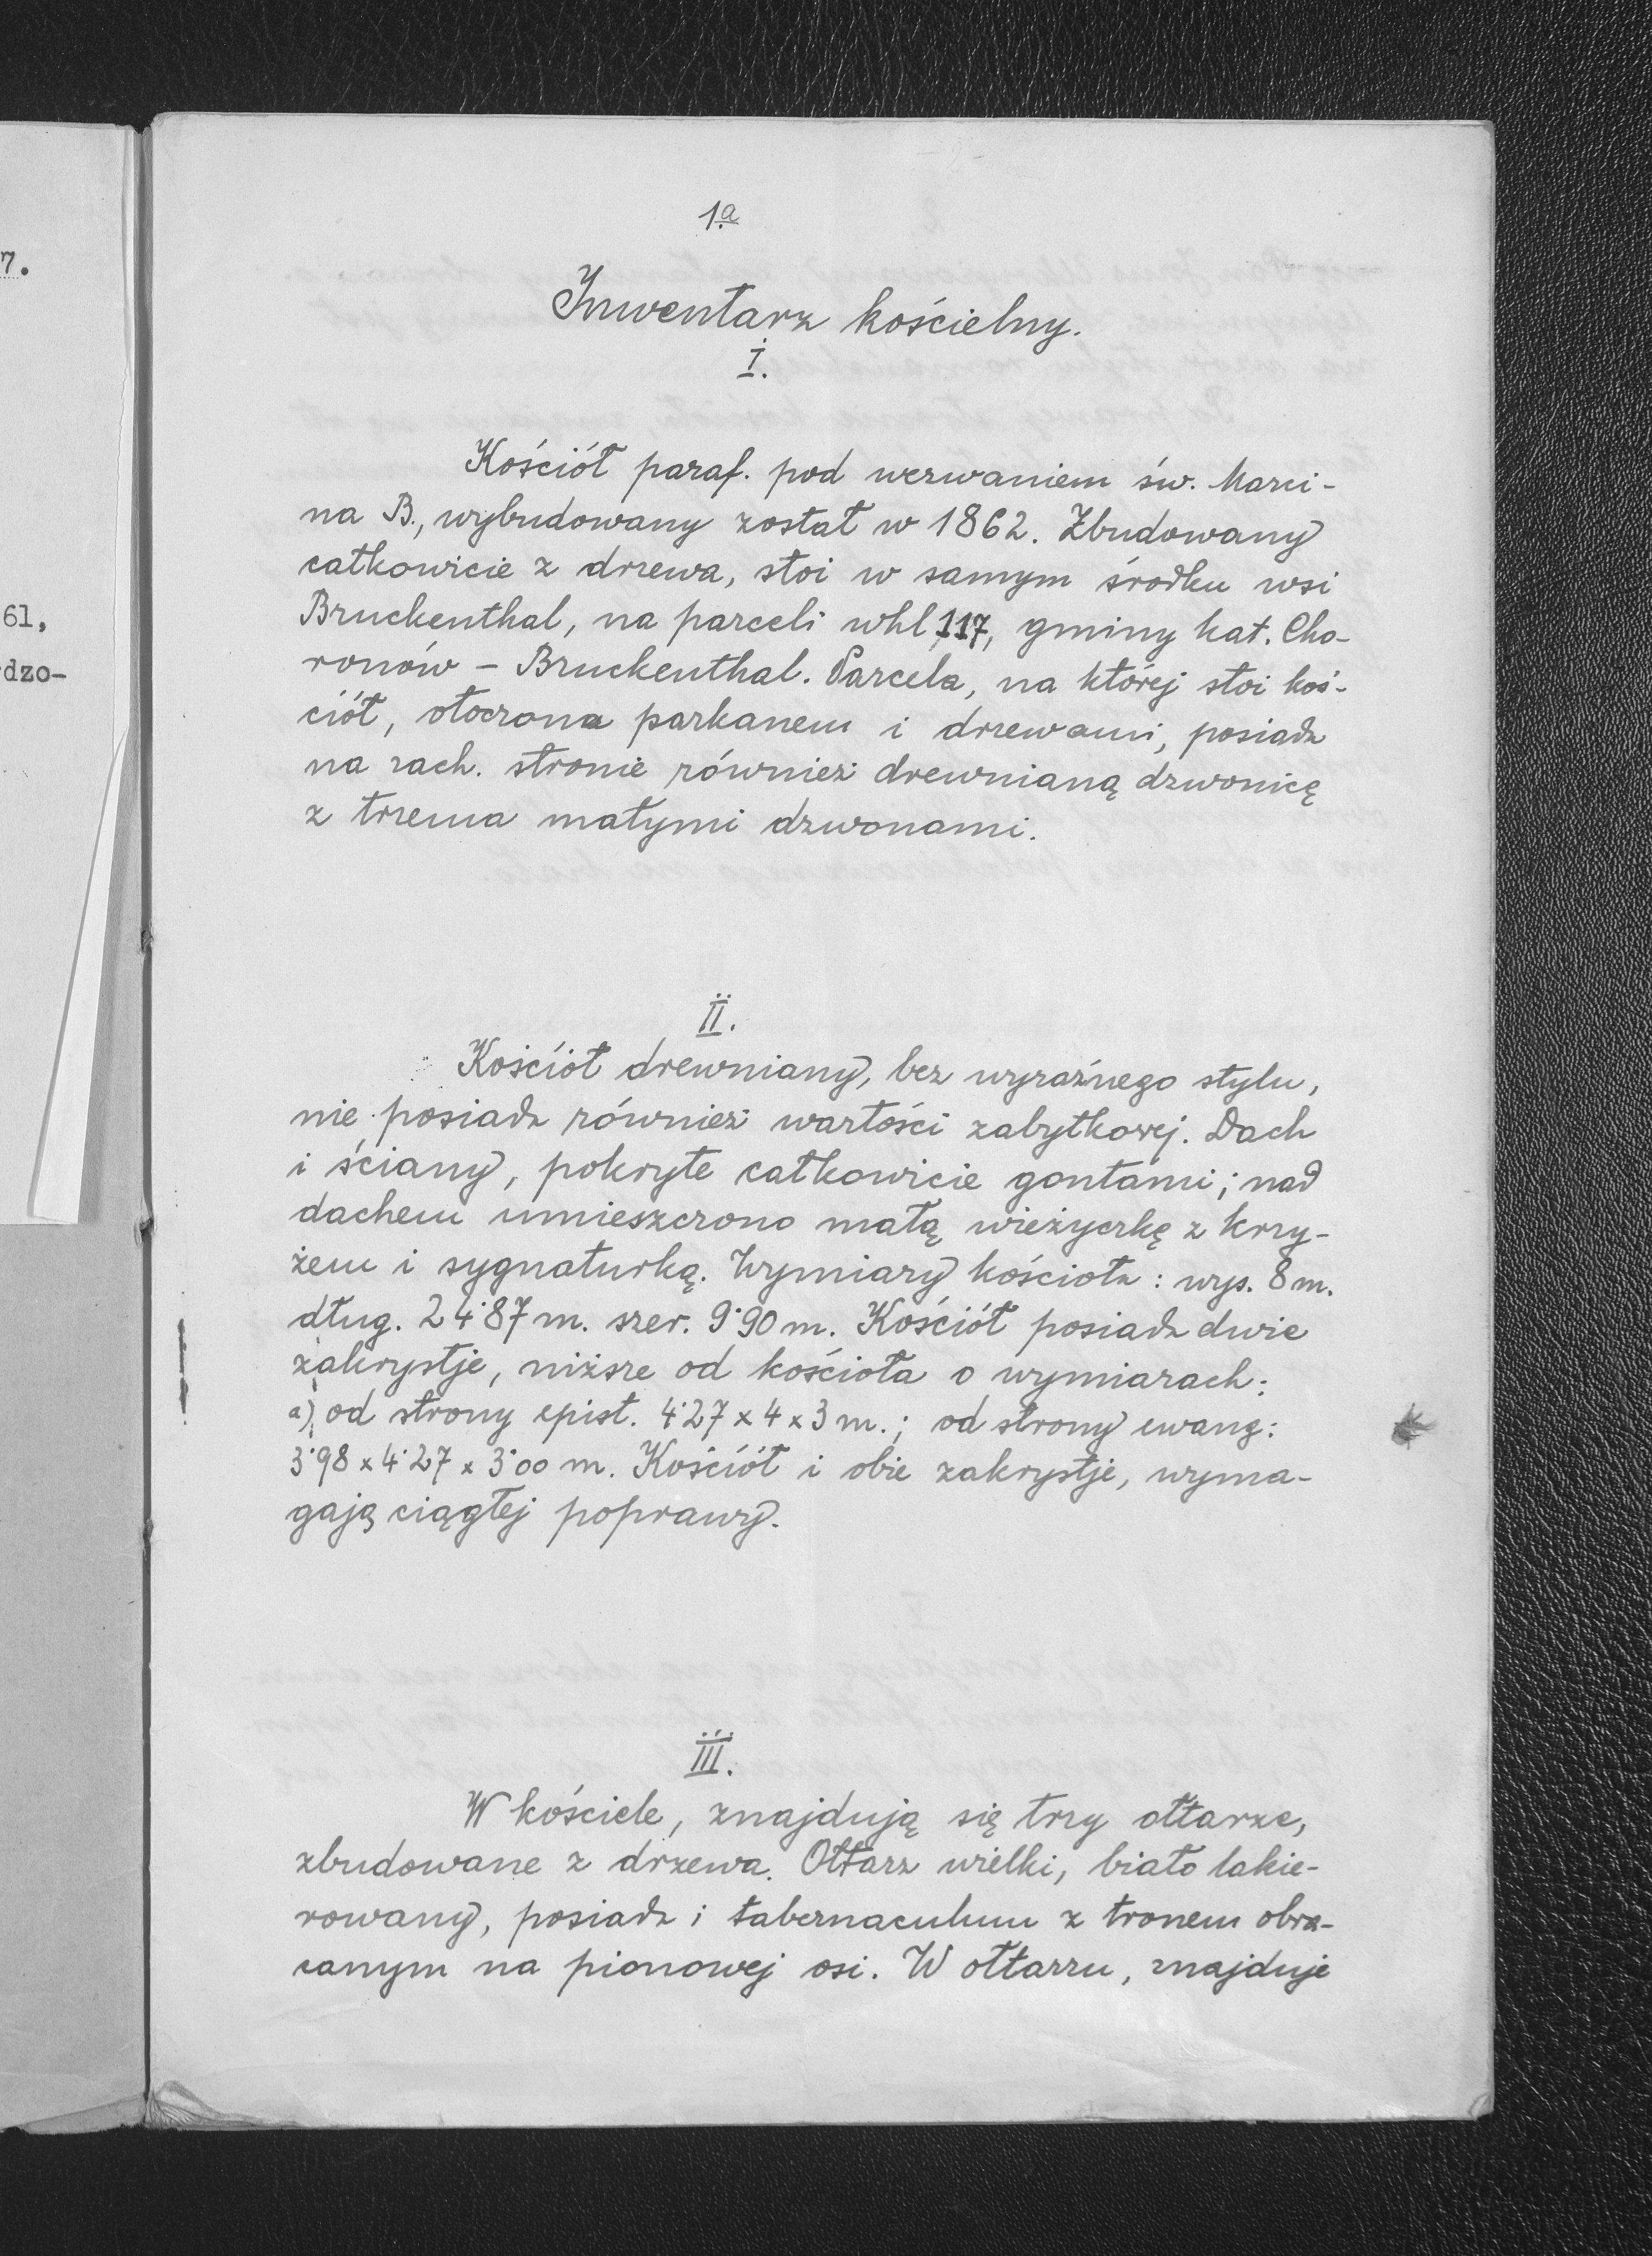 7.
61,
dzo-
1a
Inwentarz kościelny.
I.
Kościół paraf. pod wezwaniem św. Marci-
na B., wybudowany został w 1862. Zbudowany
całkowicie z drzewa, stoi w samym środku wsi
Bruckenthal, na parceli whl 117, gminy kat. Cho-
ronów – Bruckenthal. Parcela, na której stoi koś-
ciół, otoczona parkanem i drzewami, posiada
na zach. stronie również drewnianą dzwonicę
z trzema małymi dzwonami.
II.
Kościół drewniany, bez wyraźnego stylu,
nie posiada również wartości zabytkowej. Dach
i ściany, pokryte całkowicie gontami; nad
dachem umieszczono małą wieżyczkę z krzy-
żem i sygnaturką. Wymiary kościoła: wys. 8 m.
dług. 24·87 m. szer. 9·90 m. Kościół posiada dwie
zakrystje, niższe od kościoła o wymiarach:
a) od strony epist. 4·27 x 4 x 3 m.; od strony ewang:
3·98 x 4·27 x 3·00 m. Kościół i obie zakrystje, wyma-
gają ciągłej poprawy.
III.
W kościele, znajdują się trzy ołtarze,
zbudowane z drzewa. Ołtarz wielki, biało lakie-
rowany, posiada i tabernaculum z tronem obra-
canym na pionowej osi. W ołtarzu, znajduje